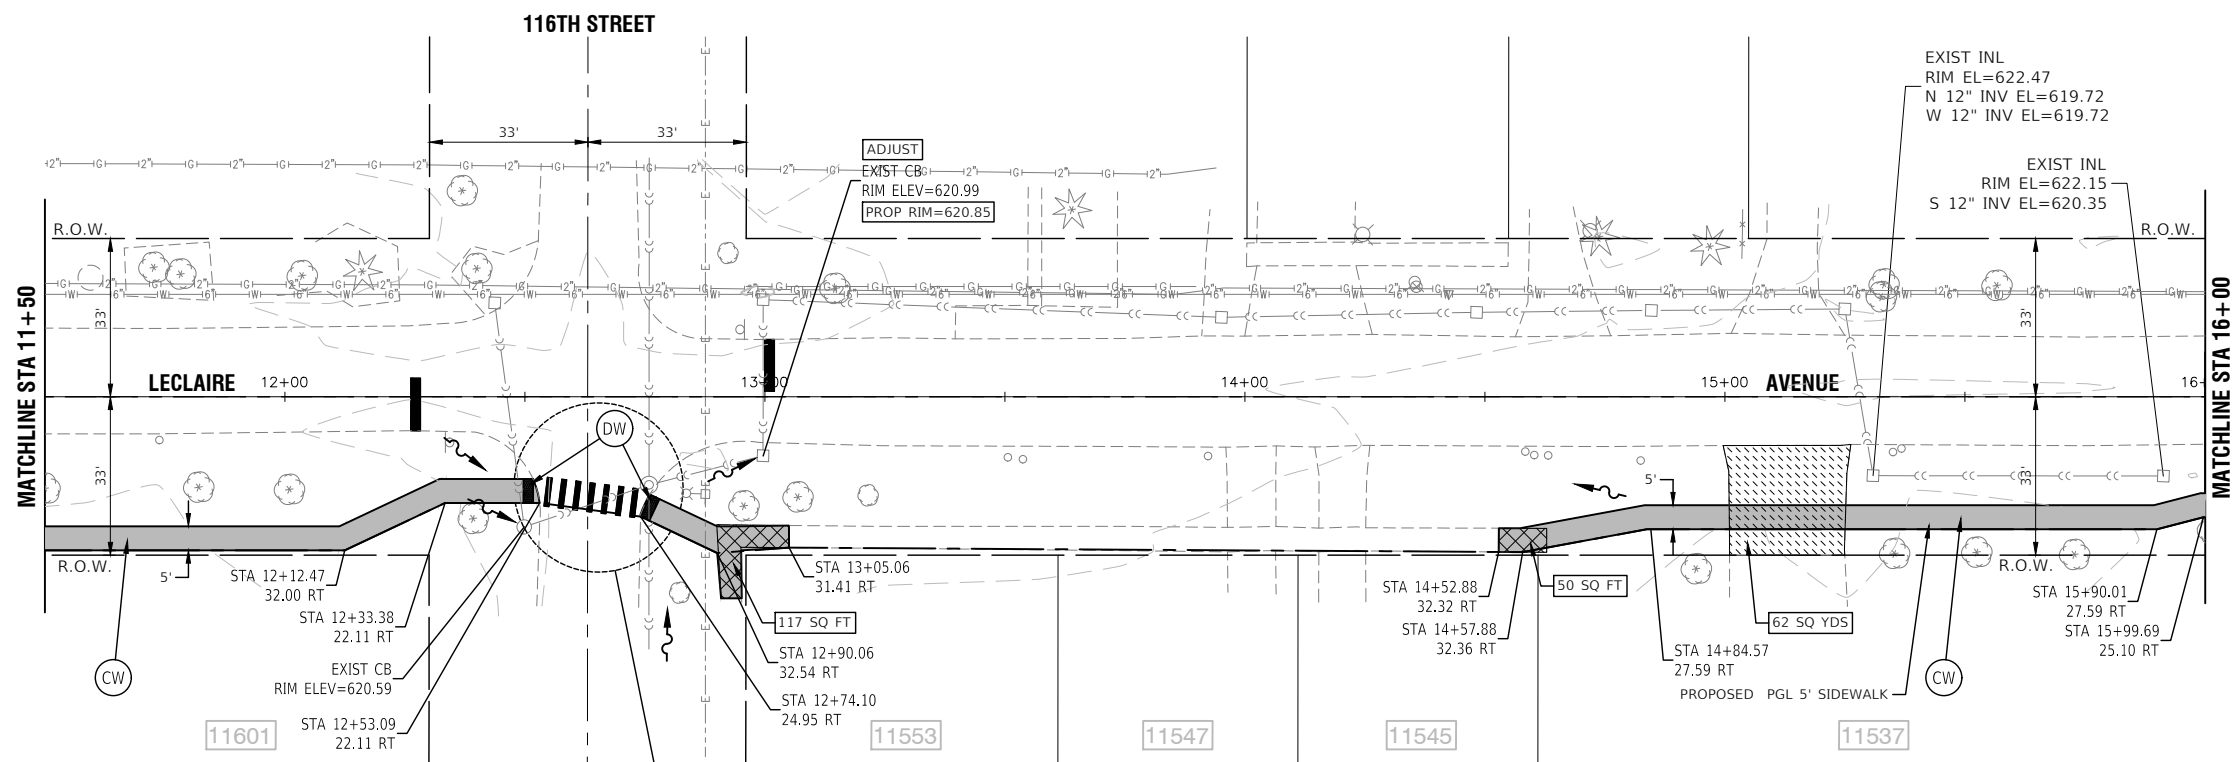 116TH STREET
33'
33'
ADJUST
EXIST CB
RIM ELEV=620.99
PROP RIM=620.85
EXIST INL
RIM EL=622.47
N 12" INV EL=619.72
W 12" INV EL=619.72
EXIST INL
RIM EL=622.15
S 12" INV EL=620.35
R.O.W.
R.O.W.
33'
33'
MATCHLINE STA 11+50
MATCHLINE STA 16+00
LECLAIRE
12+00
13+00
14+00
15+00
AVENUE
16
DW
33'
33'
5'
5'
R.O.W.
R.O.W.
STA 12+12.47
32.00 RT
STA 12+33.38
22.11 RT
EXIST CB
RIM ELEV=620.59
STA 12+53.09
22.11 RT
CW
STA 13+05.06
31.41 RT
117 SQ FT
STA 12+90.06
32.54 RT
STA 12+74.10
24.95 RT
STA 14+52.88
32.32 RT
STA 14+57.88
32.36 RT
50 SQ FT
STA 14+84.57
27.59 RT
62 SQ YDS
PROPOSED PGL 5' SIDEWALK
CW
STA 15+90.01
27.59 RT
STA 15+99.69
25.10 RT
11601
11553
11547
11545
11537